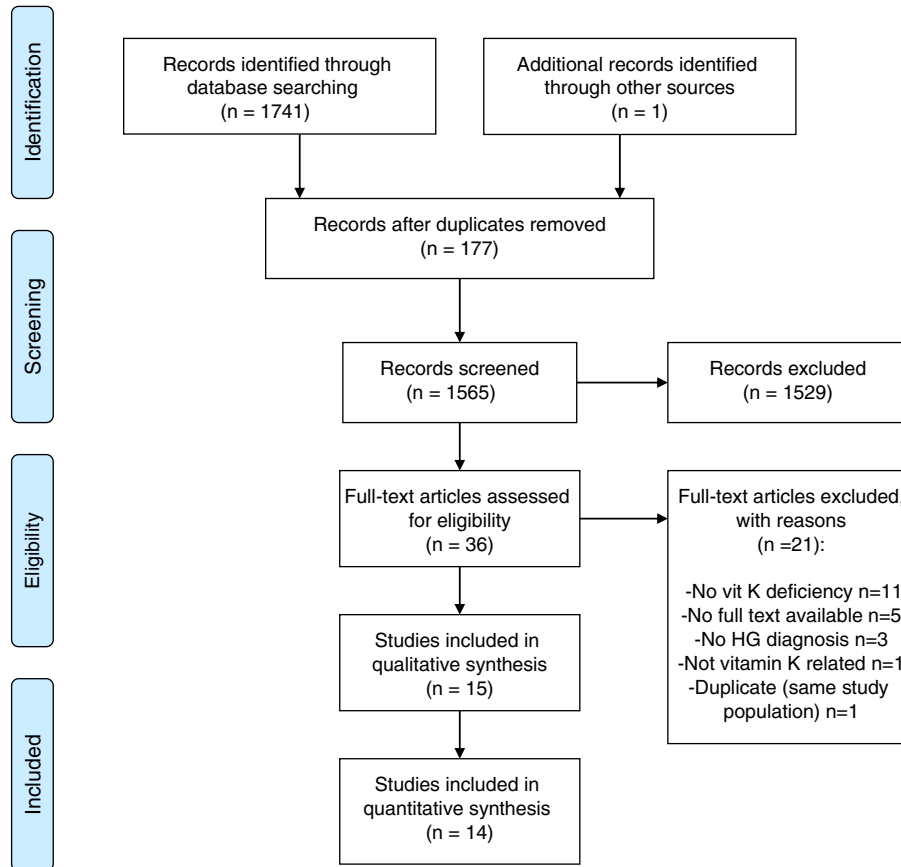 Identification
Records identified through
database searching
(n = 1741)
Additional records identified
through other sources
(n = 1)
Records after duplicates removed
(n = 177)
Screening
Records screened
(n = 1565)
Records excluded
(n = 1529)
Eligibility
Full-text articles assessed
for eligibility
(n = 36)
Full-text articles excluded,
with reasons
(n =21):
-No vit K deficiency n=11
-No full text available n=5
-No HG diagnosis n=3
-Not vitamin K related n=1
-Duplicate (same study
population) n=1
Studies included in
qualitative synthesis
(n = 15)
Included
Studies included in
quantitative synthesis
(n = 14)